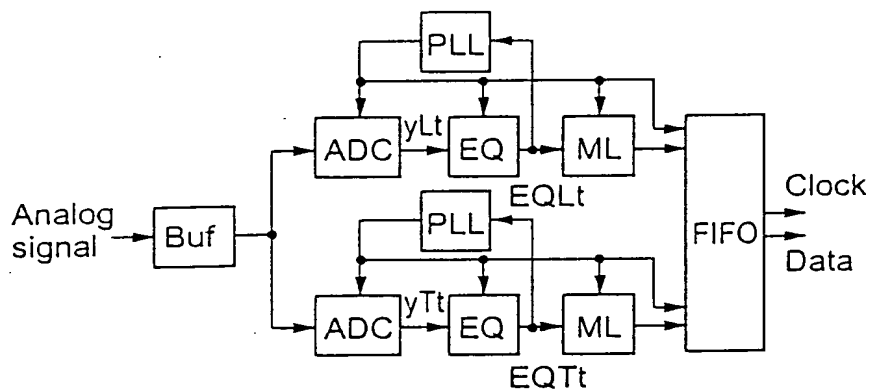 PLL
yLt
ADC
EQ
ML
EQLt
Analog
signal
Buf
PLL
FIFO
Clock
Data
yTt
ADC
EQ
ML
EQTt